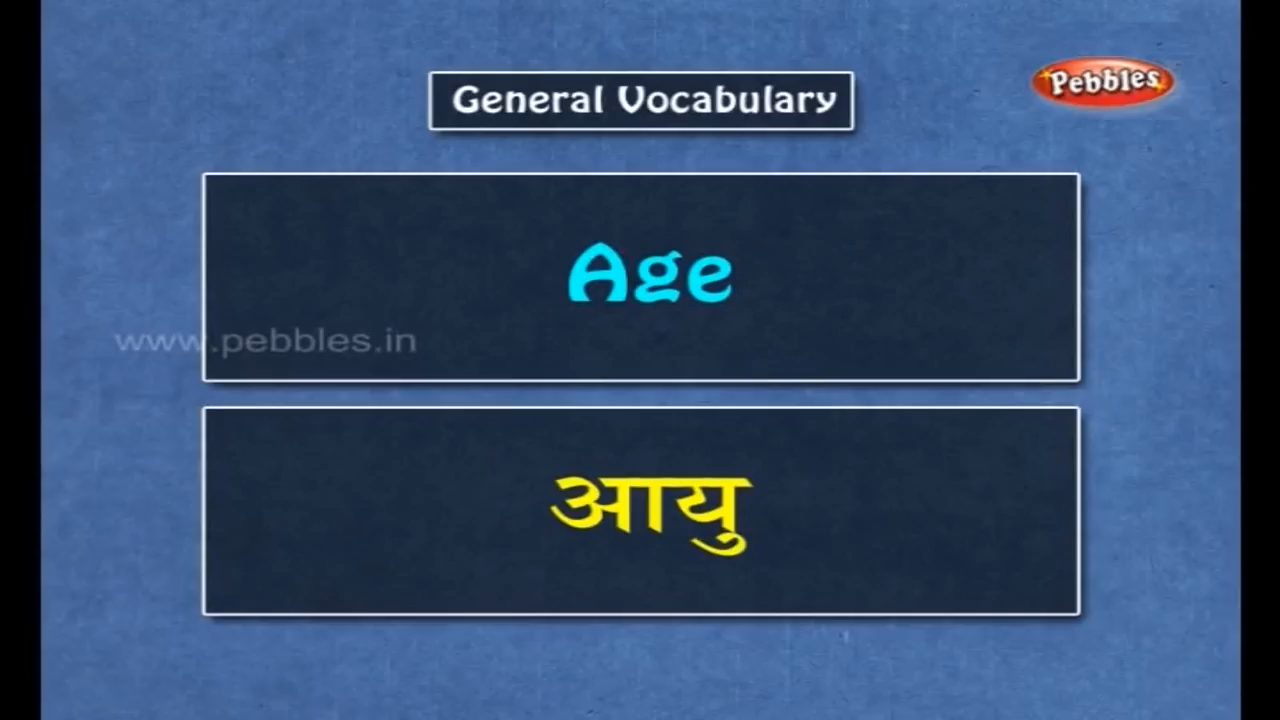 General Vocabulary
Pebbles
Age
www.pebbles.in
आयु